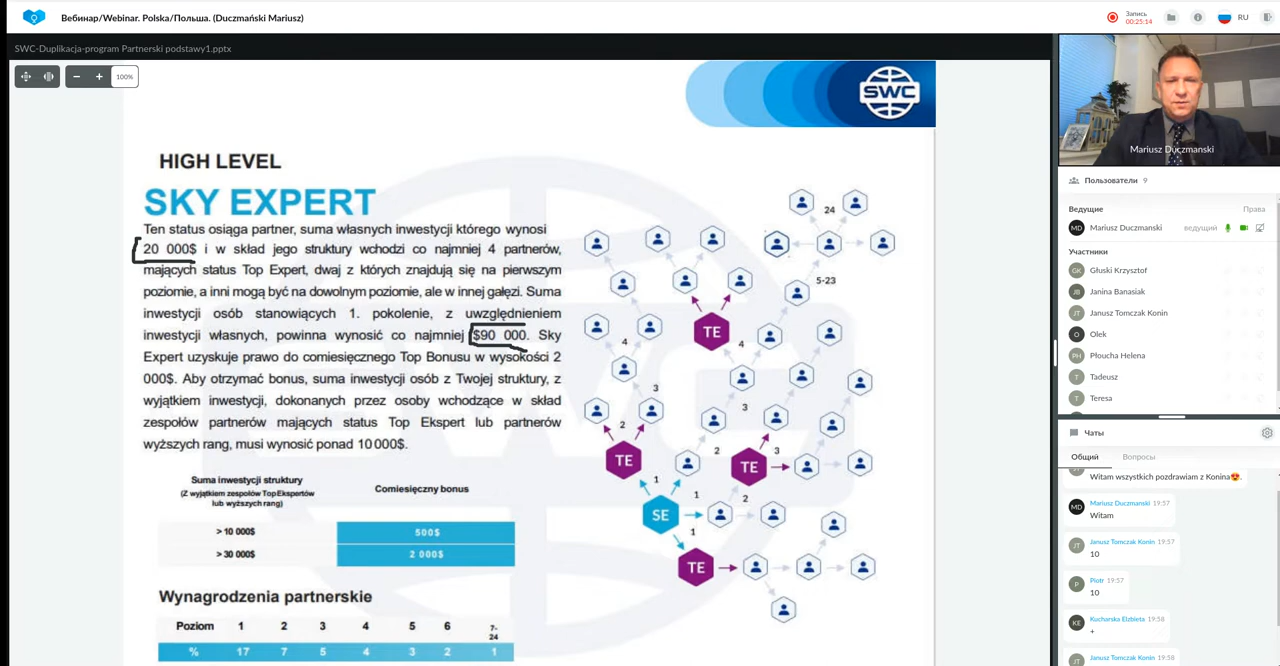 Вебинар/Webinar. Polska/Польша. (Duczmański Mariusz)
Запись
00:25:14
RU
SWC-Duplikacja-program Partnerski podstawy1.pptx
100%
SWC
HIGH LEVEL
SKY EXPERT
Ten status osiąga partner, suma własnych inwestycji którego wynosi
20 000$ i w skład jego struktury wchodzi co najmniej 4 partnerów,
mających status Top Expert, dwaj z których znajdują się na pierwszym
poziomie, a inni mogą być na dowolnym poziomie, ale w innej gałęzi. Suma
inwestycji osób stanowiących 1. pokolenie, z uwzględnieniem
inwestycji własnych, powinna wynosić co najmniej $90 000. Sky
Expert uzyskuje prawo do comiesięcznego Top Bonusu w wysokości 2
000$. Aby otrzymać bonus, suma inwestycji osób z Twojej struktury, z
wyjątkiem inwestycji, dokonanych przez osoby wchodzące w skład
zespołów partnerów mających status Top Ekspert lub partnerów
wyższych rang, musi wynosić ponad 10 000$.
Suma inwestycji struktury
(Z wyjątkiem zespołów Top Ekspertów
lub wyższych rang)
Comiesięczny bonus
> 10 000$ 500$
> 30 000$ 2 000$
Wynagrodzenia partnerskie
Poziom 1 2 3 4 5 6 7-24
% 17 7 5 4 3 2 1
24
5-23
TE
4
4
3
3
2
TE
2
TE
3
1
1
2
SE
1
TE
Mariusz Duczmanski
Пользователи 9
Ведущие Права
MD Mariusz Duczmanski ведущий
Участники
GK Głuski Krzysztof
JB Janina Banasiak
JT Janusz Tomczak Konin
O Olek
PH Płoucha Helena
T Tadeusz
T Teresa
Чаты
Общий Вопросы
Witam wszystkich pozdrawiam z Konina😍.
MD Mariusz Duczmanski 19:57
Witam
JT Janusz Tomczak Konin 19:57
10
P Piotr 19:57
10
KE Kucharska Elżbieta 19:58
+
JT Janusz Tomczak Konin 19:58